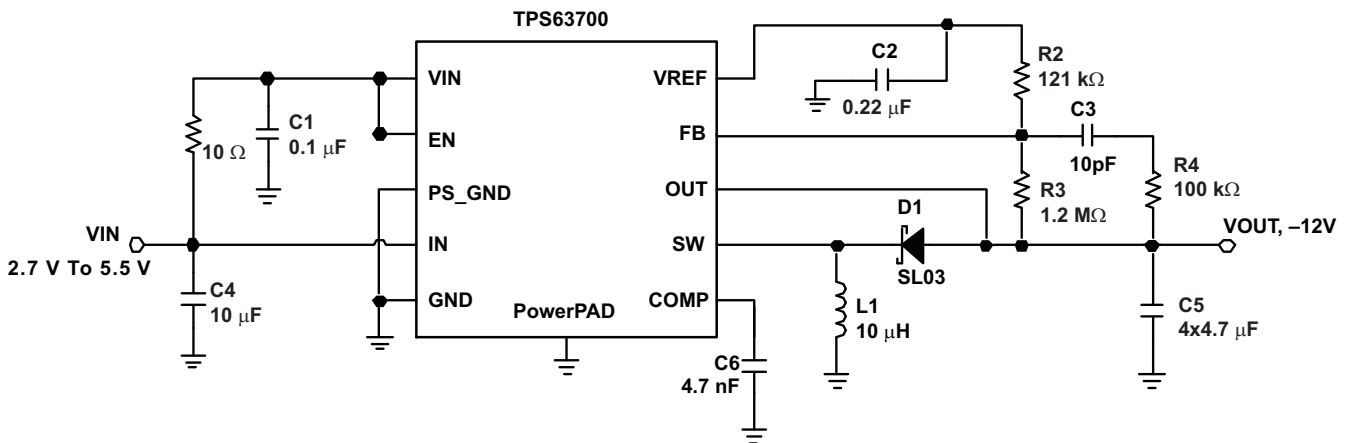 TPS63700
VIN
EN
PS_GND
IN
GND
VREF
FB
OUT
SW
COMP
PowerPAD
10 Ω
C1
0.1 μF
VIN
2.7 V To 5.5 V
C4
10 μF
C2
0.22 μF
R2
121 kΩ
C3
10pF
R4
100 kΩ
R3
1.2 MΩ
D1
SL03
VOUT, –12V
L1
10 μH
C5
4x4.7 μF
C6
4.7 nF